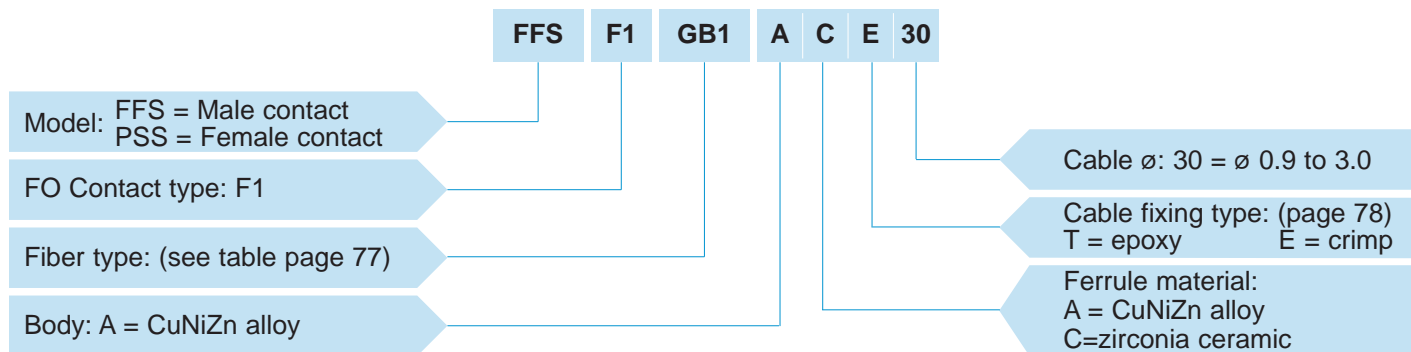 FFS F1 GB1 A C E 30
Model: FFS = Male contact
PSS = Female contact
FO Contact type: F1
Fiber type: (see table page 77)
Body: A = CuNiZn alloy
Cable ø: 30 = ø 0.9 to 3.0
Cable fixing type: (page 78)
T = epoxy E = crimp
Ferrule material:
A = CuNiZn alloy
C=zirconia ceramic